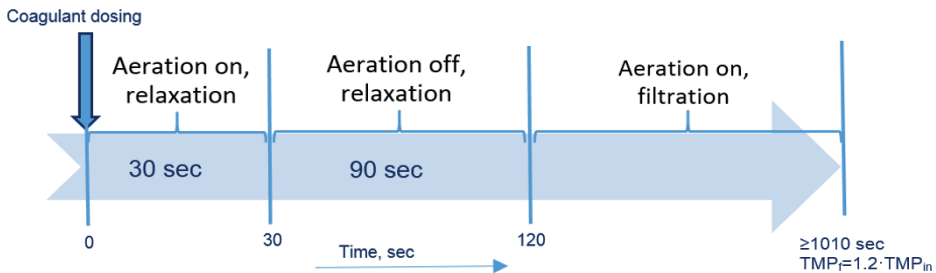 Coagulant dosing
Aeration on,
relaxation
Aeration off,
relaxation
Aeration on,
filtration
30 sec
90 sec
0
30
Time, sec
120
≥1010 sec
TMPf=1.2·TMPin